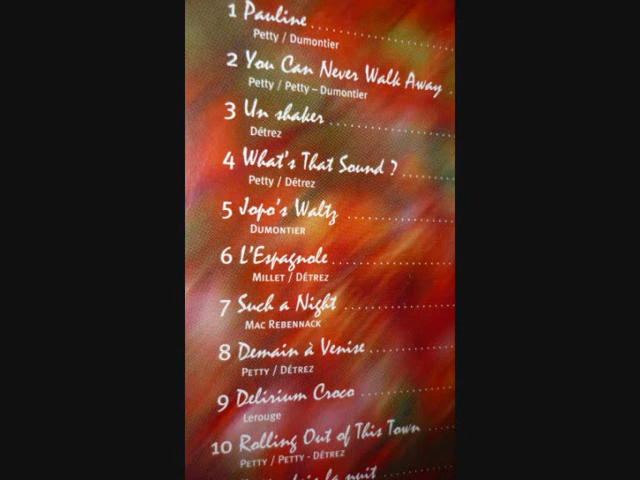 1 Pauline
Petty / Dumontier
2 You Can Never Walk Away
Petty / Petty – Dumontier
3 Un shaker
Détrez
4 What's That Sound ?
Petty / Détrez
5 Jopo's Waltz
DUMONTIER
6 L'Espagnole
MILLET / DÉTREZ
7 Such a Night
MAC REBENNACK
8 Demain à Venise
PETTY / DÉTREZ
9 Delirium Croco
Lerouge
10 Rolling Out of This Town
PETTY / PETTY - DÉTREZ
la nuit